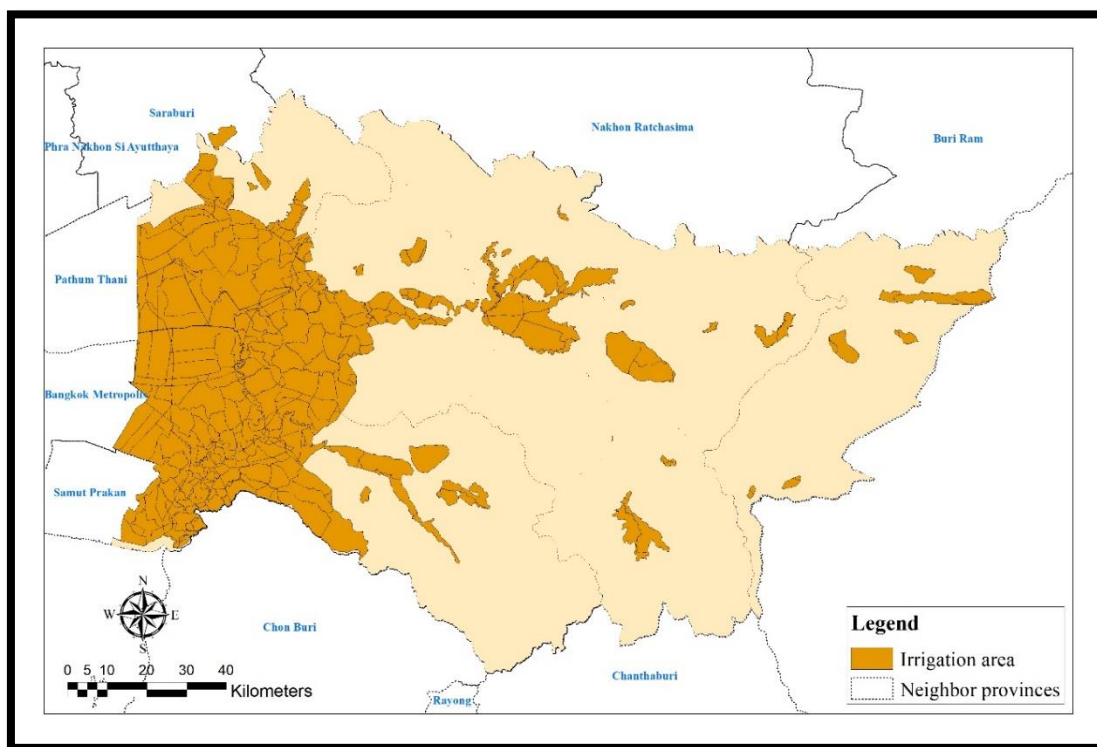 Saraburi
Nakhon Ratchasima
Buri Ram
Phra Nakhon Si Ayutthaya
Pathum Thani
Bangkok Metropolis
Samut Prakan
N
W E
S
Chon Buri
Chanthaburi
Rayong
0 5 10 20 30 40
Kilometers
Legend
Irrigation area
Neighbor provinces